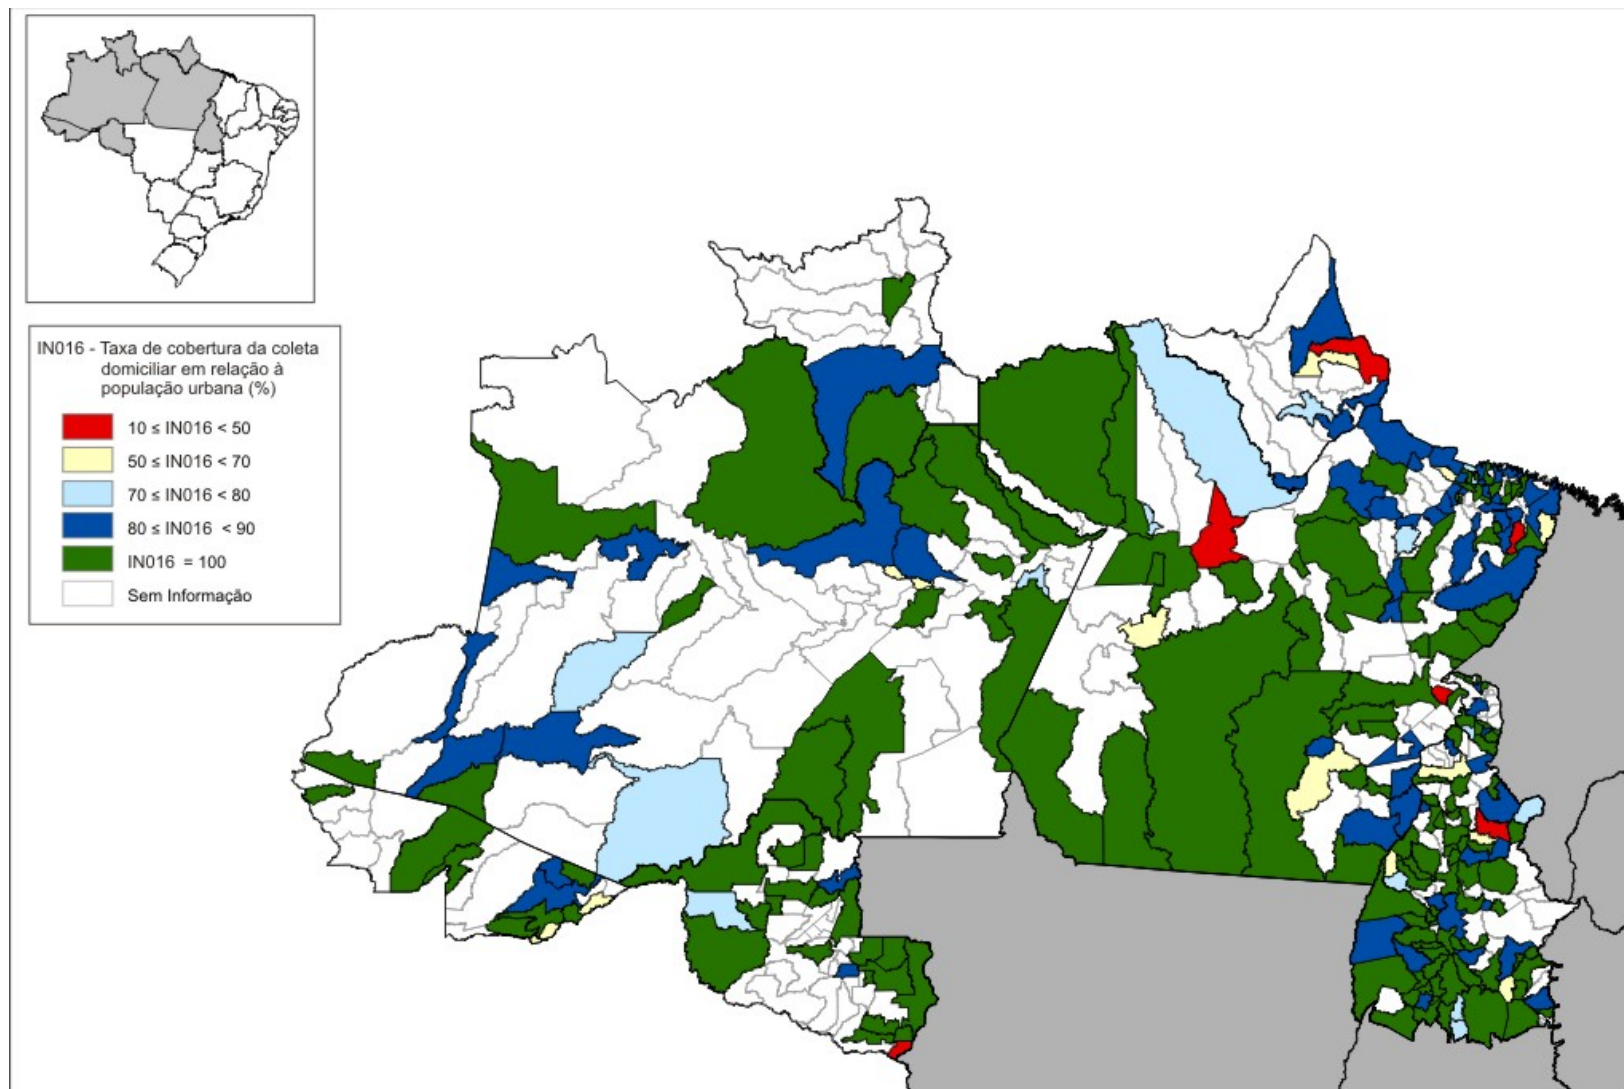 IN016 - Taxa de cobertura da coleta
domiciliar em relação à
população urbana (%)
10 ≤ IN016 < 50
50 ≤ IN016 < 70
70 ≤ IN016 < 80
80 ≤ IN016 < 90
IN016 = 100
Sem Informação